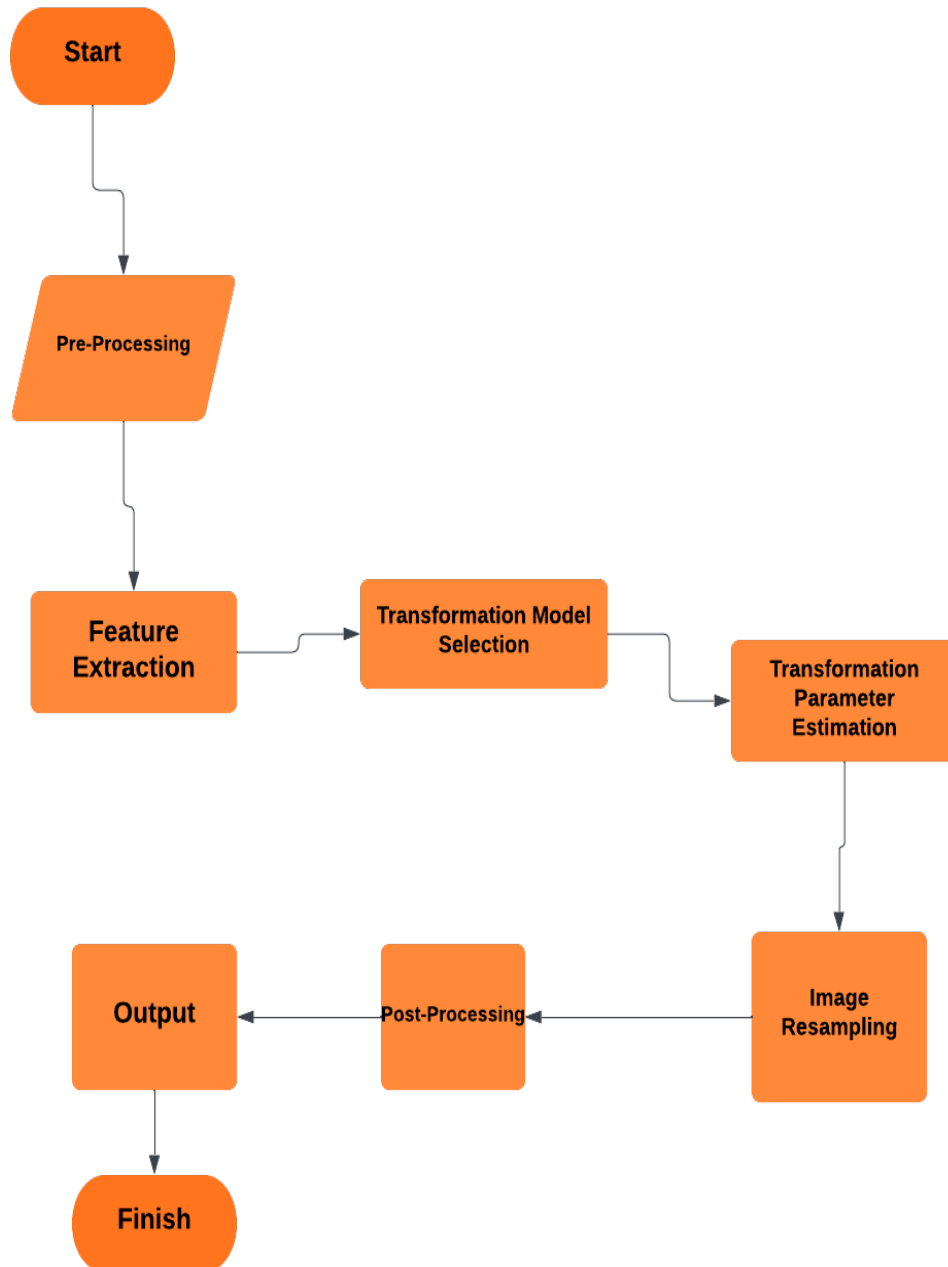 Start
Pre-Processing
Feature
Extraction
Transformation Model
Selection
Transformation
Parameter
Estimation
Image
Resampling
Post-Processing
Output
Finish